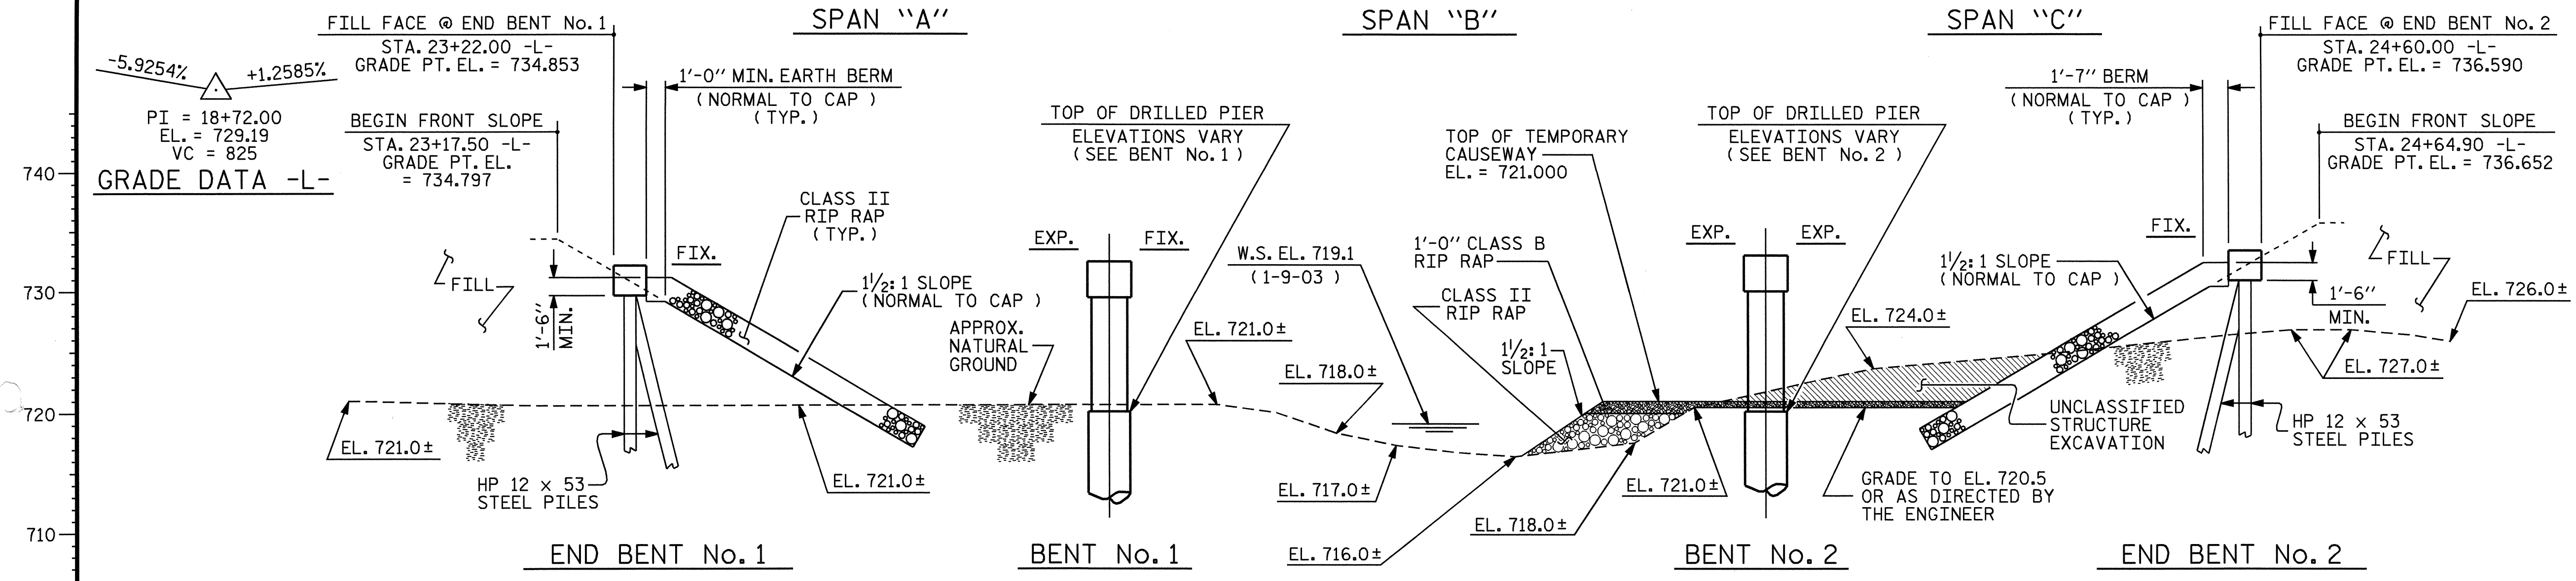 SPAN "A"
SPAN "B"
SPAN "C"
FILL FACE @ END BENT No. 1
STA. 23+22.00 -L-
GRADE PT. EL. = 734.853
-5.9254%
+1.2585%
PI = 18+72.00
EL. = 729.19
VC = 825
GRADE DATA -L-
BEGIN FRONT SLOPE
STA. 23+17.50 -L-
GRADE PT. EL.
= 734.797
1'-0" MIN. EARTH BERM
(NORMAL TO CAP )
(TYP.)
CLASS II
RIP RAP
(TYP.)
TOP OF DRILLED PIER
ELEVATIONS VARY
(SEE BENT No. 1 )
TOP OF TEMPORARY
CAUSEWAY
EL. = 721.000
TOP OF DRILLED PIER
ELEVATIONS VARY
(SEE BENT No. 2 )
1'-7" BERM
(NORMAL TO CAP )
(TYP.)
FILL FACE @ END BENT No. 2
STA. 24+60.00 -L-
GRADE PT. EL. = 736.590
BEGIN FRONT SLOPE
STA. 24+64.90 -L-
GRADE PT. EL. = 736.652
740
730
720
710
FILL
1'-6"
MIN.
FIX.
1½: 1 SLOPE
(NORMAL TO CAP )
APPROX.
NATURAL
GROUND
EXP.
FIX.
EL. 721.0±
W.S. EL. 719.1
(1-9-03 )
EL. 718.0±
1'-0" CLASS B
RIP RAP
CLASS II
RIP RAP
1½: 1
SLOPE
EXP.
EXP.
EL. 724.0±
1½: 1 SLOPE
(NORMAL TO CAP )
FIX.
FILL
1'-6"
MIN.
EL. 726.0±
EL. 727.0±
EL. 721.0±
HP 12 x 53
STEEL PILES
EL. 721.0±
EL. 717.0±
EL. 716.0±
EL. 718.0±
EL. 721.0±
GRADE TO EL. 720.5
OR AS DIRECTED BY
THE ENGINEER
UNCLASSIFIED
STRUCTURE
EXCAVATION
HP 12 x 53
STEEL PILES
END BENT No. 1
BENT No. 1
BENT No. 2
END BENT No. 2